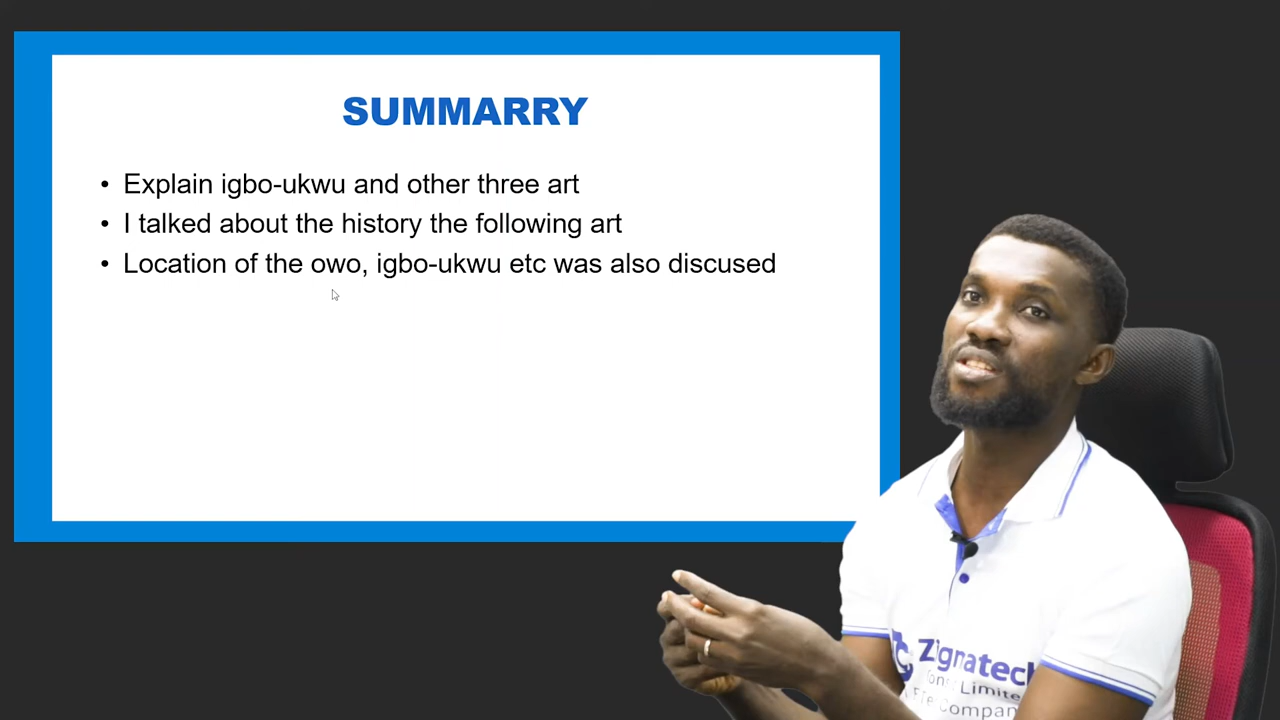 SUMMARRY
• Explain igbo-ukwu and other three art
• I talked about the history the following art
• Location of the owo, igbo-ukwu etc was also discused
Limite
Compan